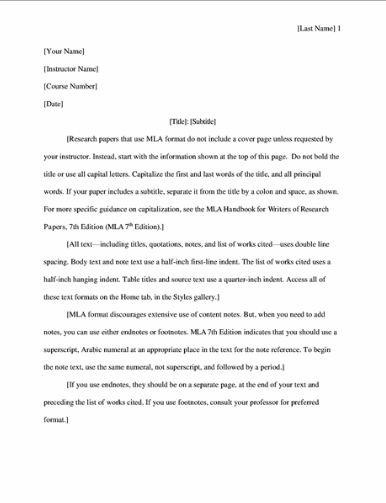 [Last Name] 1
[Your Name]
[Instructor Name]
[Course Number]
[Date]
[Title]: [Subtitle]
[Research papers that use MLA format do not include a cover page unless requested by
your instructor. Instead, start with the information shown at the top of this page.  Do not bold the
title or use all capital letters. Capitalize the first and last words of the title, and all principal
words. If your paper includes a subtitle, separate it from the title by a colon and space, as shown.
For more specific guidance on capitalization, see the MLA Handbook for Writers of Research
Papers, 7th Edition (MLA 7th Edition).]
[All text—including titles, quotations, notes, and list of works cited—uses double line
spacing. Body text and note text use a half-inch first-line indent. The list of works cited uses a
half-inch hanging indent. Table titles and source text use a quarter-inch indent. Access all of
these text formats on the Home tab, in the Styles gallery.]
[MLA format discourages extensive use of content notes. But, when you need to add
notes, you can use either endnotes or footnotes. MLA 7th Edition indicates that you should use a
superscript, Arabic numeral at an appropriate place in the text for the note reference. To begin
the note text, use the same numeral, not superscript, and followed by a period.]
[If you use endnotes, they should be on a separate page, at the end of your text and
preceding the list of works cited. If you use footnotes, consult your professor for preferred
format.]